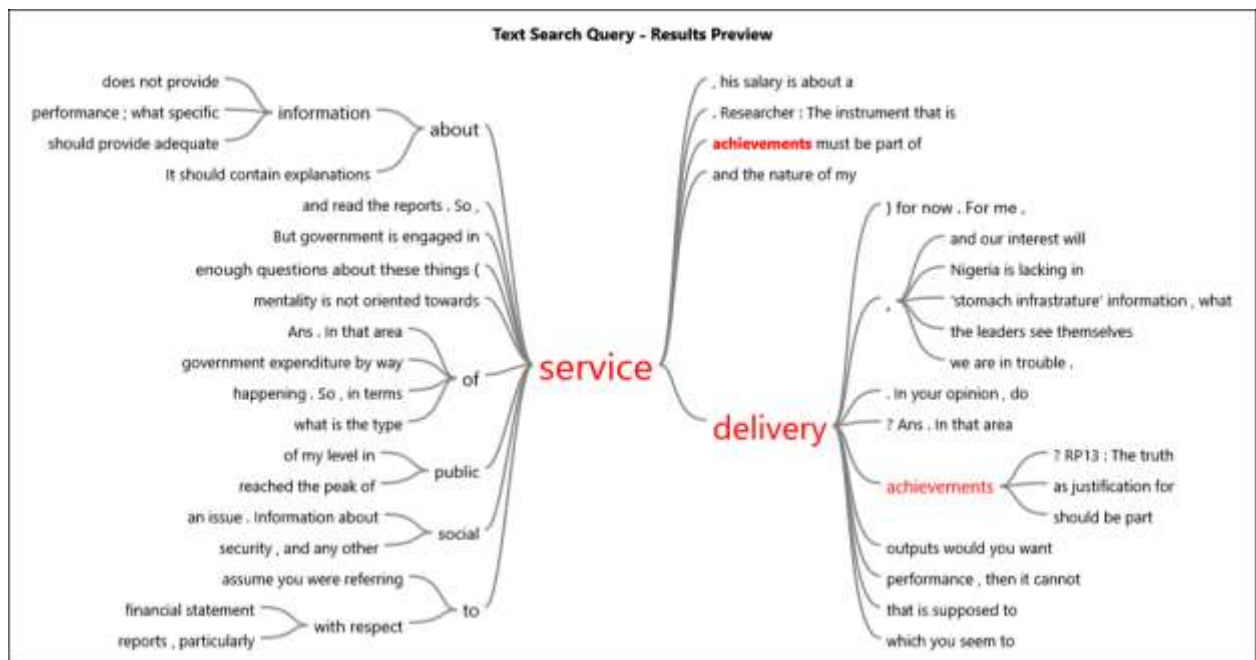 Text Search Query - Results Preview
does not provide
performance ; what specific
should provide adequate
information
It should contain explanations
about
and read the reports . So ,
But government is engaged in
enough questions about these things (
mentality is not oriented towards
Ans . In that area
government expenditure by way
happening . So , in terms
what is the type
of
of my level in
reached the peak of
public
an issue . Information about
security , and any other
social
assume you were referring
financial statement
reports , particularly
with respect
to
service
, his salary is about a
. Researcher : The instrument that is
achievements must be part of
and the nature of my
delivery
) for now . For me ,
,
and our interest will
Nigeria is lacking in
'stomach infrastrature' information , what
the leaders see themselves
we are in trouble .
. In your opinion , do
? Ans . In that area
achievements
? RP13 : The truth
as justification for
should be part
outputs would you want
performance , then it cannot
that is supposed to
which you seem to